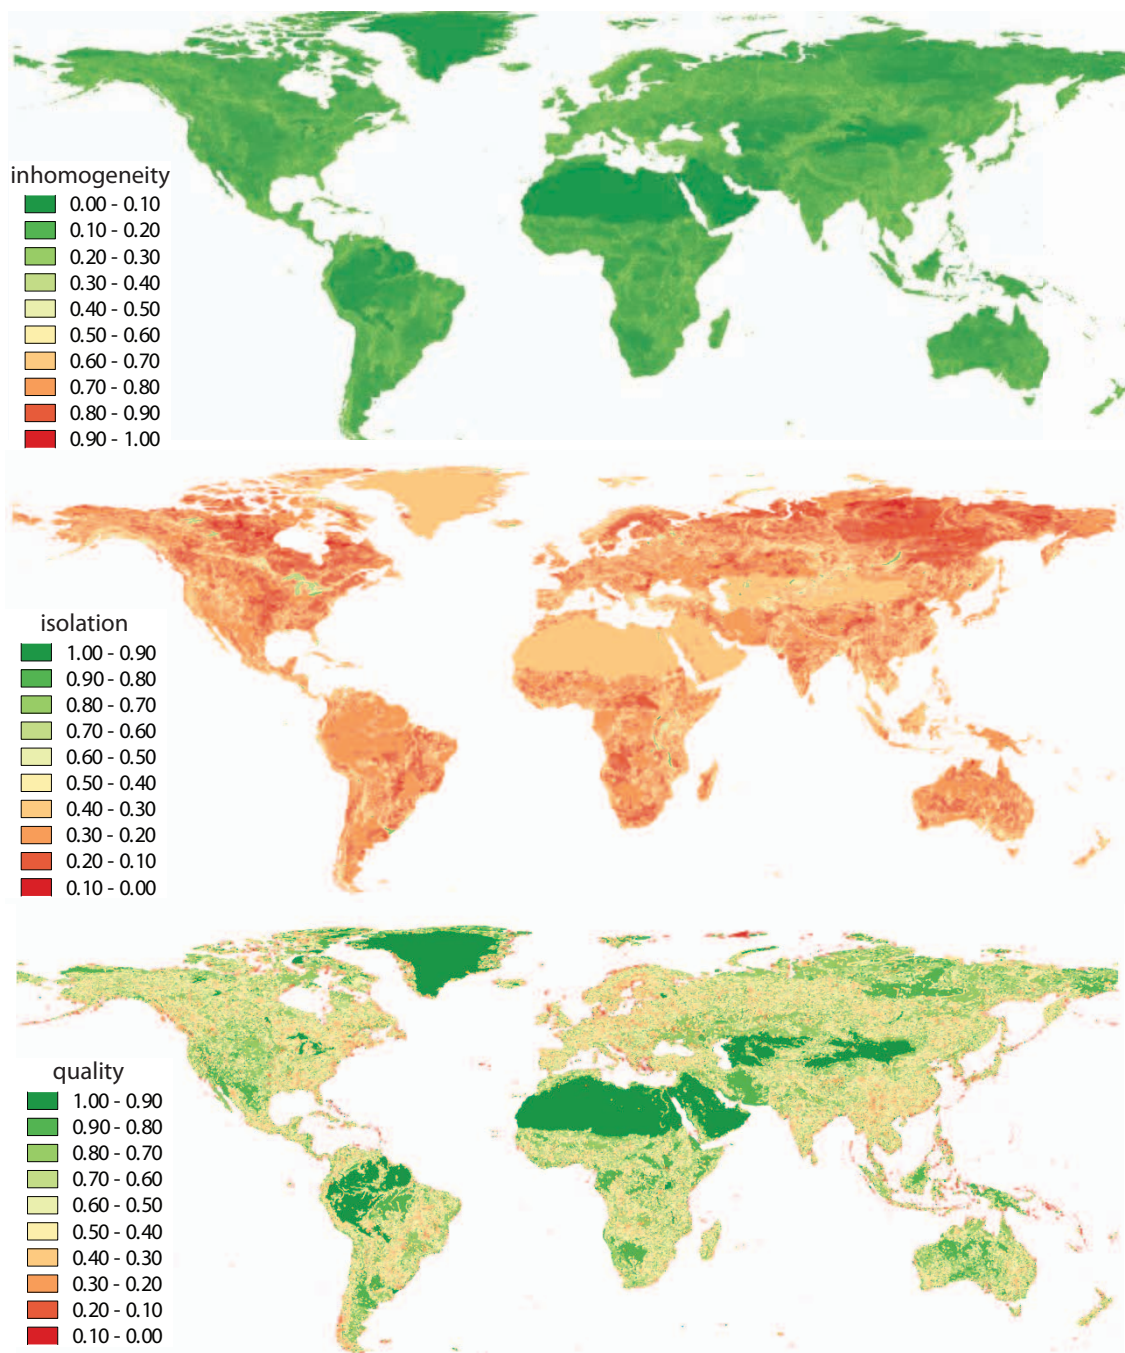 inhomogeneity
0.00 - 0.10
0.10 - 0.20
0.20 - 0.30
0.30 - 0.40
0.40 - 0.50
0.50 - 0.60
0.60 - 0.70
0.70 - 0.80
0.80 - 0.90
0.90 - 1.00
isolation
1.00 - 0.90
0.90 - 0.80
0.80 - 0.70
0.70 - 0.60
0.60 - 0.50
0.50 - 0.40
0.40 - 0.30
0.30 - 0.20
0.20 - 0.10
0.10 - 0.00
quality
1.00 - 0.90
0.90 - 0.80
0.80 - 0.70
0.70 - 0.60
0.60 - 0.50
0.50 - 0.40
0.40 - 0.30
0.30 - 0.20
0.20 - 0.10
0.10 - 0.00